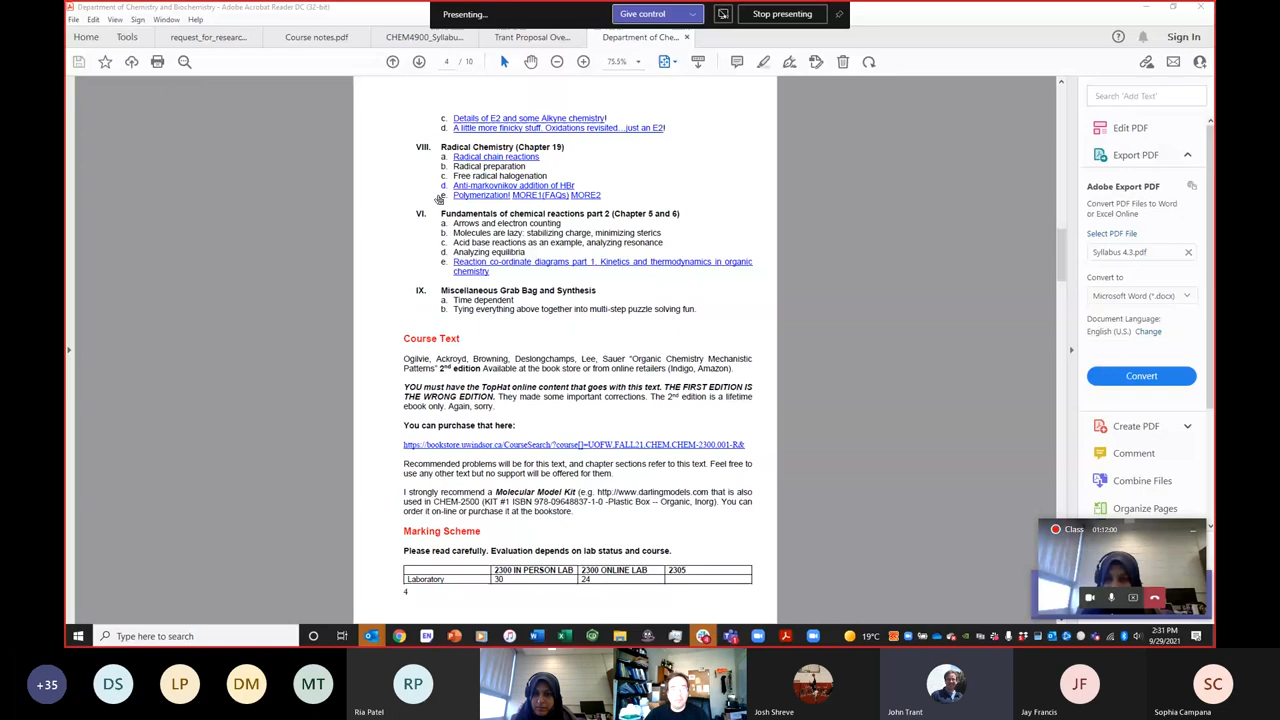 Department of Chemistry and Biochemistry - Adobe Acrobat Reader DC (32-bit)
Presenting...
Give control
Stop presenting
File Edit View Sign Window Help
Home Tools request_for_researc... Course notes.pdf CHEM4900_Syllabu... Trant Proposal Ove... Department of Che... × Sign In
4 / 10 75.5%
c. Details of E2 and some Alkyne chemistry!
d. A little more finicky stuff. Oxidations revisited...just an E2!
VIII. Radical Chemistry (Chapter 19)
a. Radical chain reactions
b. Radical preparation
c. Free radical halogenation
d. Anti-markovnikov addition of HBr
e. Polymerization! MORE1(FAQs) MORE2
VI. Fundamentals of chemical reactions part 2 (Chapter 5 and 6)
a. Arrows and electron counting
b. Molecules are lazy: stabilizing charge, minimizing sterics
c. Acid base reactions as an example, analyzing resonance
d. Analyzing equilibria
e. Reaction co-ordinate diagrams part 1. Kinetics and thermodynamics in organic
chemistry
IX. Miscellaneous Grab Bag and Synthesis
a. Time dependent
b. Tying everything above together into multi-step puzzle solving fun.
Course Text
Ogilvie, Ackroyd, Browning, Deslongchamps, Lee, Sauer "Organic Chemistry Mechanistic
Patterns" 2nd edition Available at the book store or from online retailers (Indigo, Amazon).
YOU must have the TopHat online content that goes with this text. THE FIRST EDITION IS
THE WRONG EDITION. They made some important corrections. The 2nd edition is a lifetime
ebook only. Again, sorry.
You can purchase that here:
https://bookstore.uwindsor.ca/CourseSearch/?course[]=UOFW,FALL21,CHEM,CHEM-2300,001-R&
Recommended problems will be for this text, and chapter sections refer to this text. Feel free to
use any other text but no support will be offered for them.
I strongly recommend a Molecular Model Kit (e.g. http://www.darlingmodels.com that is also
used in CHEM-2500 (KIT #1 ISBN 978-09648837-1-0 -Plastic Box -- Organic, Inorg). You can
order it on-line or purchase it at the bookstore.
Marking Scheme
Please read carefully. Evaluation depends on lab status and course.
2300 IN PERSON LAB 2300 ONLINE LAB 2305
Laboratory 30 24
4
Search 'Add Text'
Edit PDF
Export PDF
Adobe Export PDF
Convert PDF Files to Word
or Excel Online
Select PDF File
Syllabus 4.3.pdf ×
Convert to
Microsoft Word (*.docx)
Document Language:
English (U.S.) Change
Convert
Create PDF
Comment
Combine Files
Organize Pages
Class 01:12:00
Type here to search
EN
19°C
2:31 PM
9/29/2021
+35 DS LP DM MT RP JF SC
Ria Patel Josh Shreve John Trant Jay Francis Sophia Campana